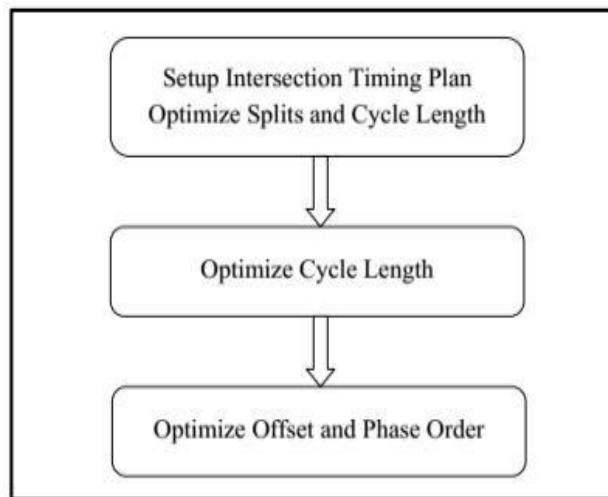 Setup Intersection Timing Plan
Optimize Splits and Cycle Length
Optimize Cycle Length
Optimize Offset and Phase Order